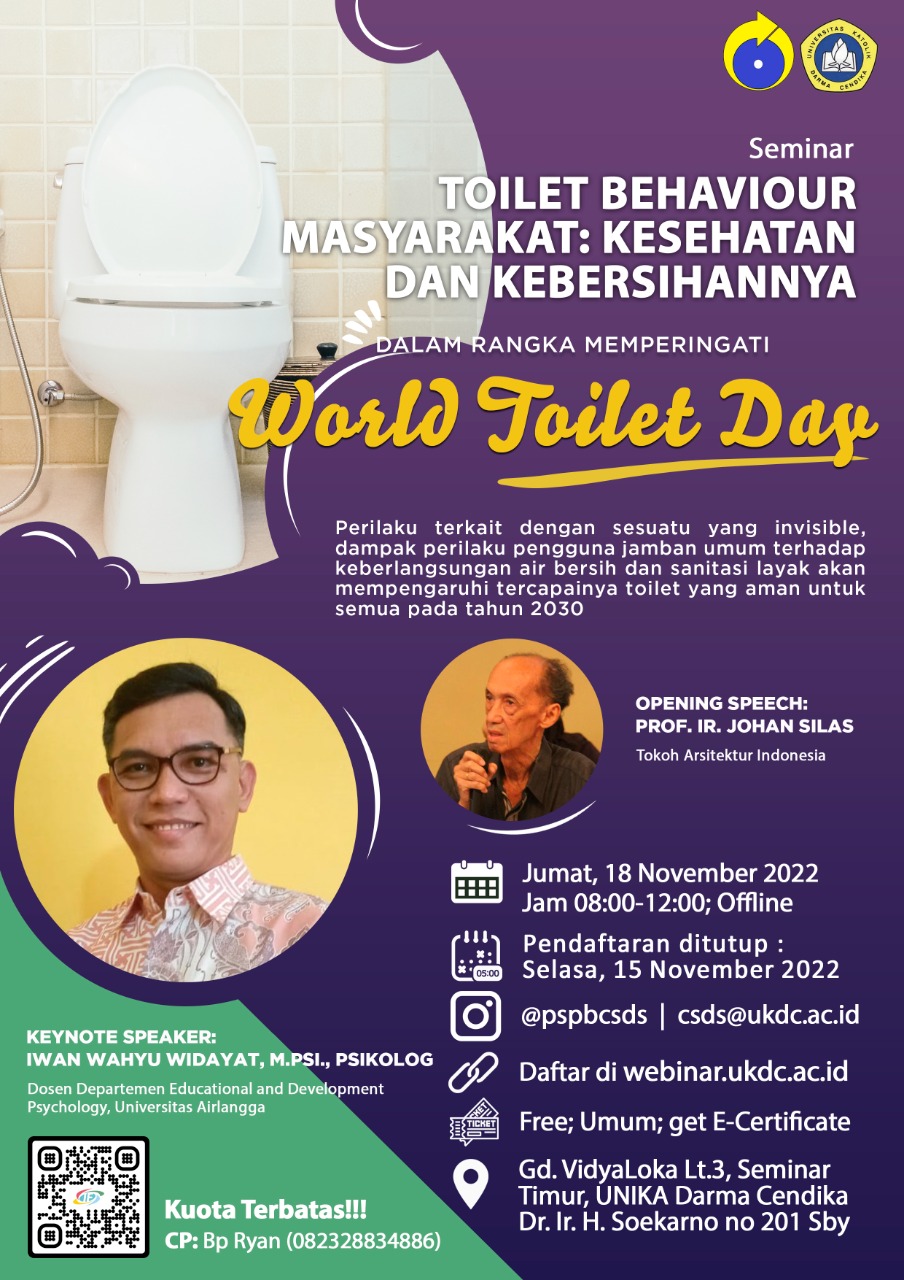 UNIVERSITAS KATOLIK
DARMA CENDIKA
Seminar
TOILET BEHAVIOUR
MASYARAKAT: KESEHATAN
DAN KEBERSIHANNYA
DALAM RANGKA MEMPERINGATI
World Toilet Day
Perilaku terkait dengan sesuatu yang invisible,
dampak perilaku pengguna jamban umum terhadap
keberlangsungan air bersih dan sanitasi layak akan
mempengaruhi tercapainya toilet yang aman untuk
semua pada tahun 2030
OPENING SPEECH:
PROF. IR. JOHAN SILAS
Tokoh Arsitektur Indonesia
Jumat, 18 November 2022
Jam 08:00-12:00; Offline
Pendaftaran ditutup :
Selasa, 15 November 2022
05:00
@pspbcsds | csds@ukdc.ac.id
Daftar di webinar.ukdc.ac.id
TICKET
TICKET
Free; Umum; get E-Certificate
Gd. VidyaLoka Lt.3, Seminar
Timur, UNIKA Darma Cendika
Dr. Ir. H. Soekarno no 201 Sby
KEYNOTE SPEAKER:
IWAN WAHYU WIDAYAT, M.PSI., PSIKOLOG
Dosen Departemen Educational and Development
Psychology, Universitas Airlangga
Kuota Terbatas!!!
CP: Bp Ryan (082328834886)